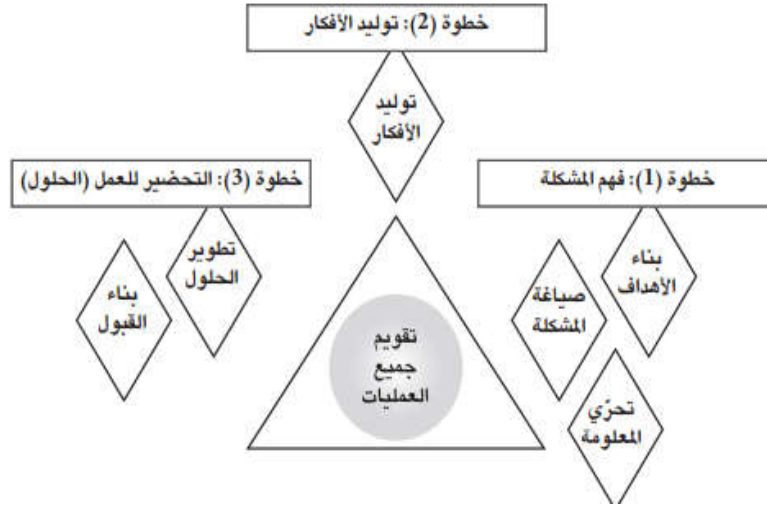 خطوة (2): توليد الأفكار
توليد
الأفكار
خطوة (1): فهم المشكلة
بناء
الأهداف
صياغة
المشكلة
تحرّي
المعلومة
خطوة (3): التحضير للعمل (الحلول)
تطوير
الحلول
بناء
القبول
تقويم
جميع
العمليات